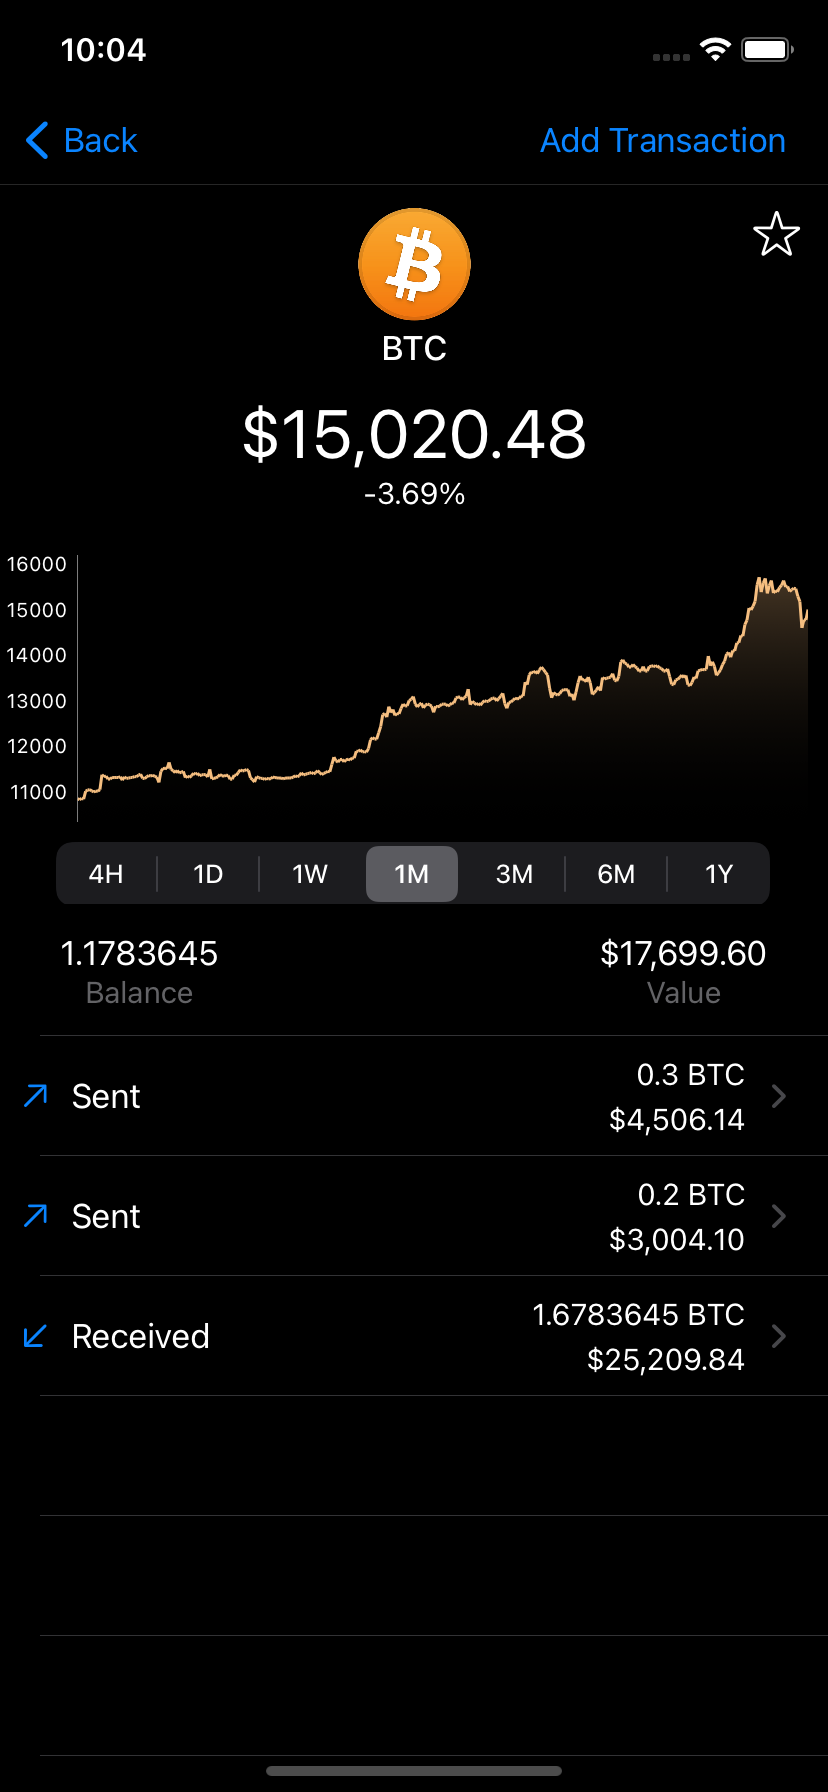 10:04
Back
Add Transaction
BTC
$15,020.48
-3.69%
16000
15000
14000
13000
12000
11000
4H 1D 1W 1M 3M 6M 1Y
1.1783645 $17,699.60
Balance Value
0.3 BTC
Sent
$4,506.14
0.2 BTC
Sent
$3,004.10
1.6783645 BTC
Received
$25,209.84